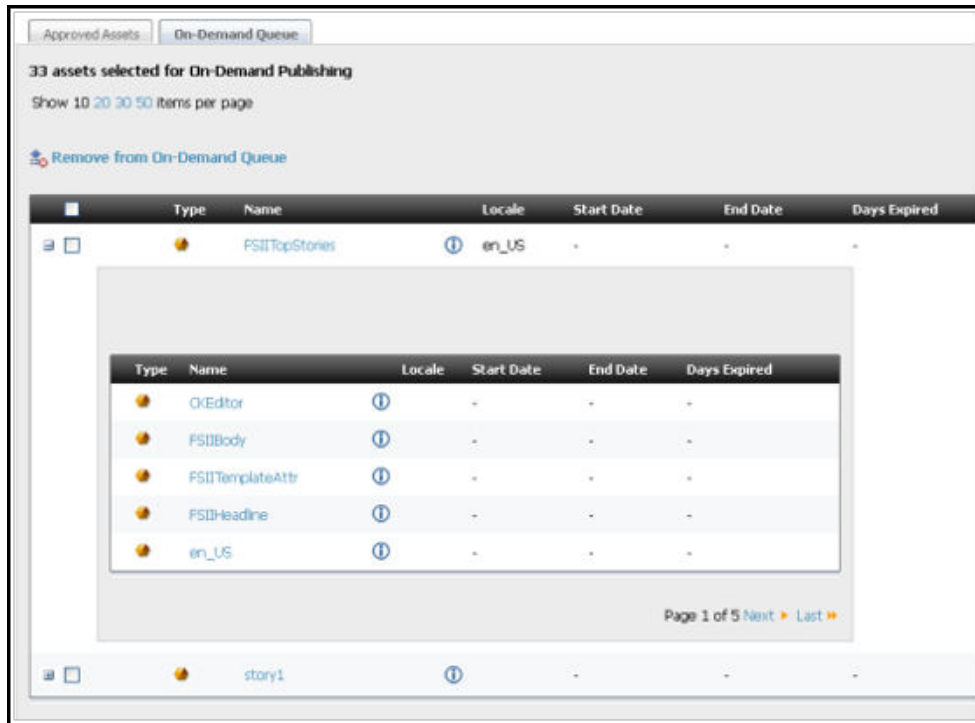 Approved Assets On-Demand Queue
33 assets selected for On-Demand Publishing
Show 10 20 30 50 items per page
Remove from On-Demand Queue
Type Name Locale Start Date End Date Days Expired
FSIITopStories en_US - - -
Type Name Locale Start Date End Date Days Expired
CKEditor - - -
FSIIBody - - -
FSIITemplateAttr - - -
FSIIHeadline - - -
en_US - - -
Page 1 of 5 Next Last
story1 - - -